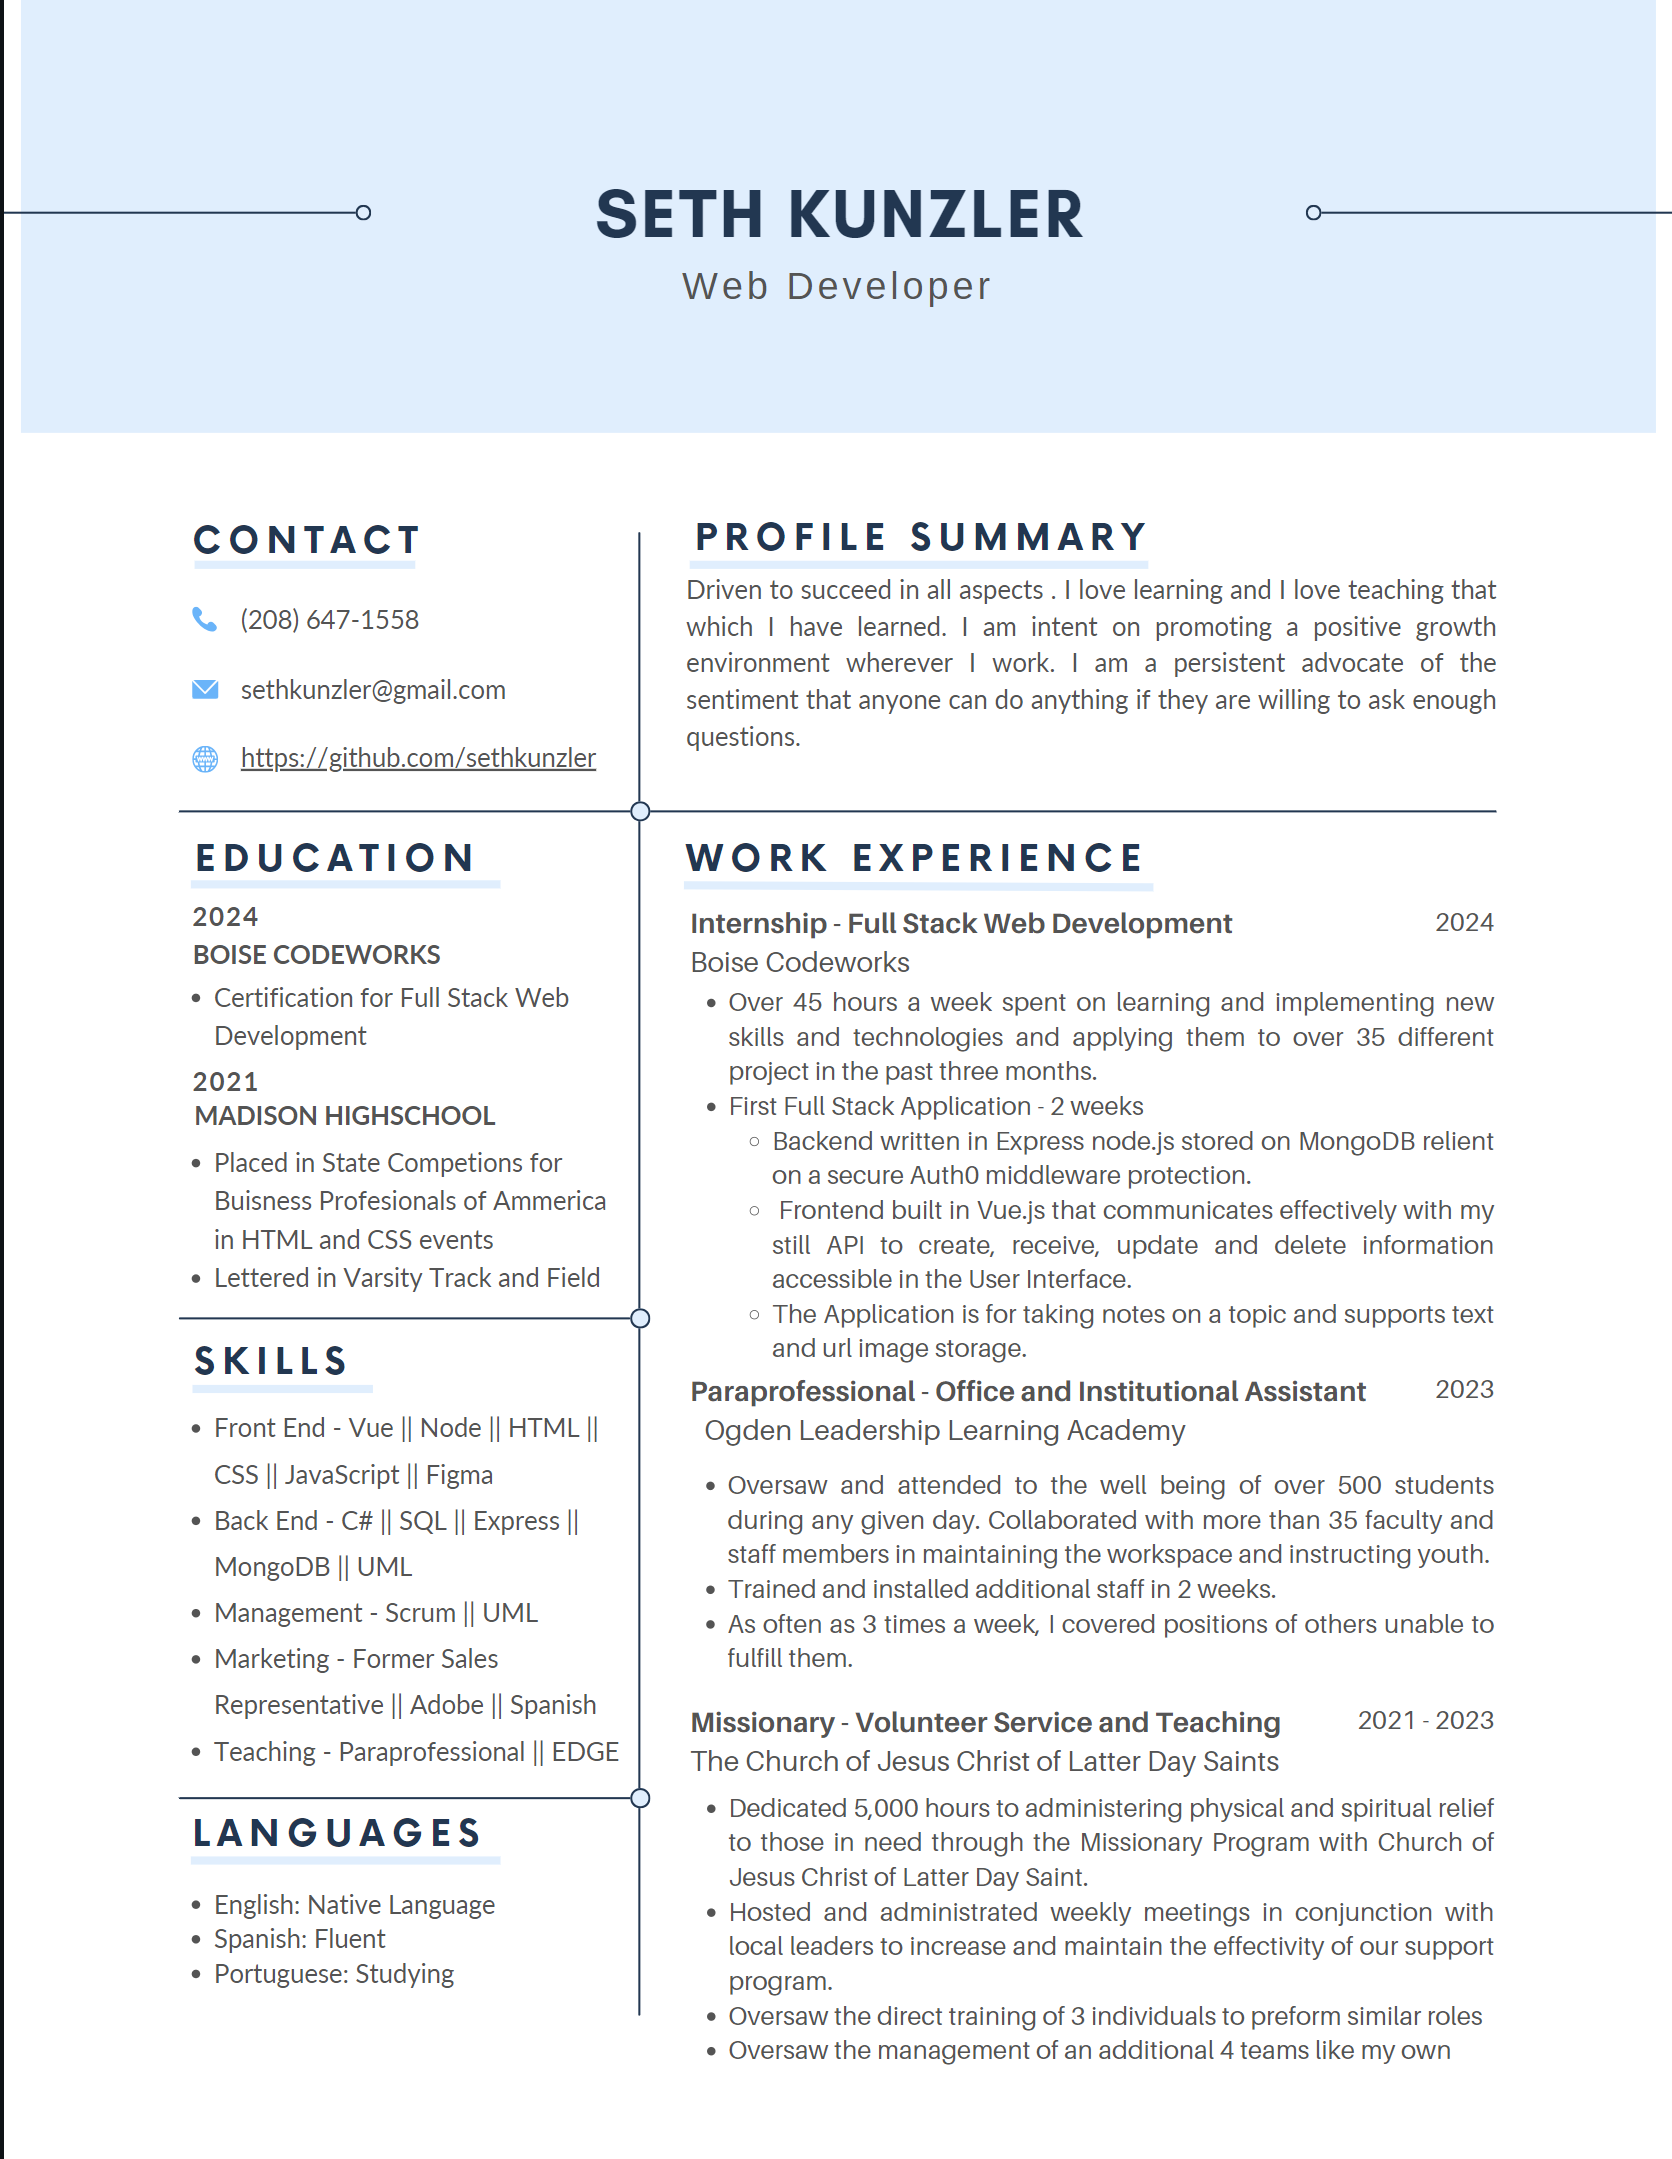 SETH KUNZLER
Web Developer
CONTACT
(208) 647-1558
sethkunzler@gmail.com
https://github.com/sethkunzler
PROFILE SUMMARY
Driven to succeed in all aspects . I love learning and I love teaching that
which I have learned. I am intent on promoting a positive growth
environment wherever I work. I am a persistent advocate of the
sentiment that anyone can do anything if they are willing to ask enough
questions.
EDUCATION
2024
BOISE CODEWORKS
• Certification for Full Stack Web
Development
2021
MADISON HIGHSCHOOL
• Placed in State Competions for
Buisness Profesionals of Ammerica
in HTML and CSS events
• Lettered in Varsity Track and Field
SKILLS
• Front End - Vue || Node || HTML ||
CSS || JavaScript || Figma
• Back End - C# || SQL || Express ||
MongoDB || UML
• Management - Scrum || UML
• Marketing - Former Sales
Representative || Adobe || Spanish
• Teaching - Paraprofessional || EDGE
LANGUAGES
• English: Native Language
• Spanish: Fluent
• Portuguese: Studying
WORK EXPERIENCE
Internship - Full Stack Web Development 2024
Boise Codeworks
• Over 45 hours a week spent on learning and implementing new
skills and technologies and applying them to over 35 different
project in the past three months.
• First Full Stack Application - 2 weeks
◦ Backend written in Express node.js stored on MongoDB relient
on a secure Auth0 middleware protection.
◦ Frontend built in Vue.js that communicates effectively with my
still API to create, receive, update and delete information
accessible in the User Interface.
◦ The Application is for taking notes on a topic and supports text
and url image storage.
Paraprofessional - Office and Institutional Assistant 2023
Ogden Leadership Learning Academy
• Oversaw and attended to the well being of over 500 students
during any given day. Collaborated with more than 35 faculty and
staff members in maintaining the workspace and instructing youth.
• Trained and installed additional staff in 2 weeks.
• As often as 3 times a week, I covered positions of others unable to
fulfill them.
Missionary - Volunteer Service and Teaching 2021 - 2023
The Church of Jesus Christ of Latter Day Saints
• Dedicated 5,000 hours to administering physical and spiritual relief
to those in need through the Missionary Program with Church of
Jesus Christ of Latter Day Saint.
• Hosted and administrated weekly meetings in conjunction with
local leaders to increase and maintain the effectivity of our support
program.
• Oversaw the direct training of 3 individuals to preform similar roles
• Oversaw the management of an additional 4 teams like my own